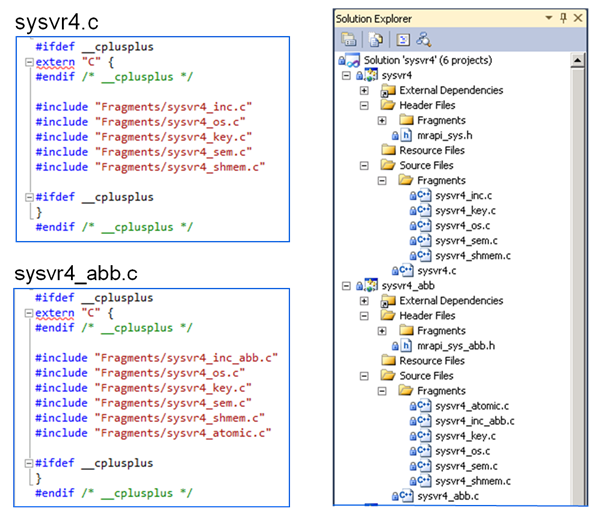 sysvr4.c
#ifdef __cplusplus
extern "C" {
#endif /* __cplusplus */
#include "Fragments/sysvr4_inc.c"
#include "Fragments/sysvr4_os.c"
#include "Fragments/sysvr4_key.c"
#include "Fragments/sysvr4_sem.c"
#include "Fragments/sysvr4_shmem.c"
#ifdef __cplusplus
}
#endif /* __cplusplus */
sysvr4_abb.c
#ifdef __cplusplus
extern "C" {
#endif /* __cplusplus */
#include "Fragments/sysvr4_inc_abb.c"
#include "Fragments/sysvr4_os.c"
#include "Fragments/sysvr4_key.c"
#include "Fragments/sysvr4_sem.c"
#include "Fragments/sysvr4_shmem.c"
#include "Fragments/sysvr4_atomic.c"
#ifdef __cplusplus
}
#endif /* __cplusplus */
Solution Explorer
Solution 'sysvr4' (6 projects)
sysvr4
External Dependencies
Header Files
Fragments
mrapi_sys.h
Resource Files
Source Files
Fragments
sysvr4_inc.c
sysvr4_key.c
sysvr4_os.c
sysvr4_sem.c
sysvr4_shmem.c
sysvr4.c
sysvr4_abb
External Dependencies
Header Files
Fragments
mrapi_sys_abb.h
Resource Files
Source Files
Fragments
sysvr4_atomic.c
sysvr4_inc_abb.c
sysvr4_key.c
sysvr4_os.c
sysvr4_sem.c
sysvr4_shmem.c
sysvr4_abb.c